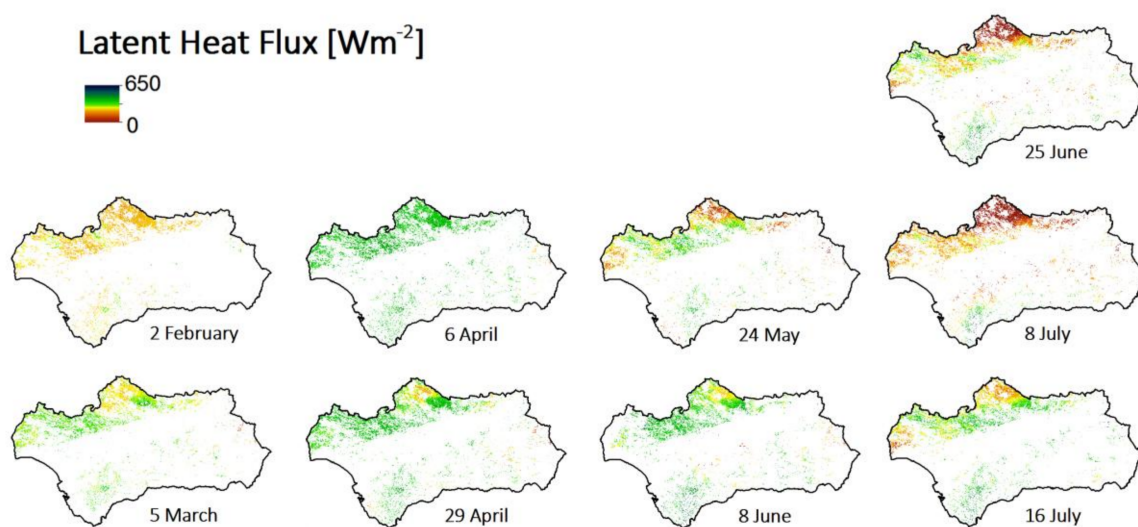 Latent Heat Flux [Wm⁻²]
650
0
25 June
2 February
6 April
24 May
8 July
5 March
29 April
8 June
16 July